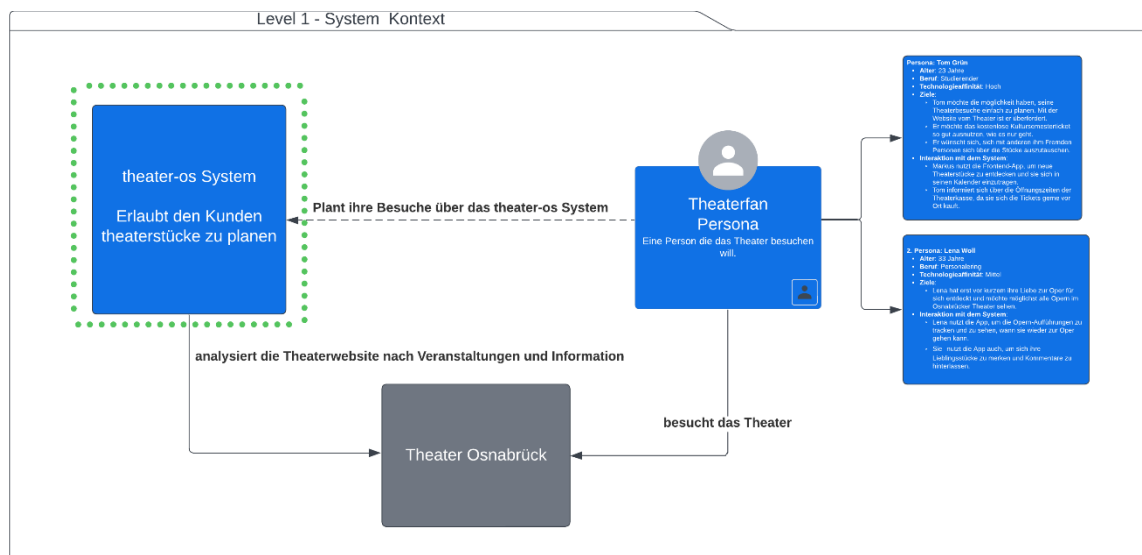 Level 1 - System  Kontext
theater-os System
Erlaubt den Kunden
theaterstücke zu planen
Plant ihre Besuche über das theater-os System
Theaterfan
Persona
Eine Person die das Theater besuchen
will.
analysiert die Theaterwebsite nach Veranstaltungen und Information
besucht das Theater
Theater Osnabrück
Persona: Tom Grün
• Alter: 23 Jahre
• Beruf: Studierender
• Technologieaffinität: Hoch
• Ziele:
◦ Tom möchte die möglichkeit haben, seine
Theaterbesuche einfach zu planen. Mit der
Website vom Theater ist er überfordert.
◦ Er möchte das kostenlose Kultursemesterticket
so gut ausnutzen, wie es nur geht.
◦ Er wünscht sich, sich mit anderen ihm Fremden
Personen sich über die Stücke auszutauschen.
• Interaktion mit dem System:
◦ Markus nutzt die Frontend-App, um neue
Theaterstücke zu entdecken und sie sich in
seinen Kalender einzutragen.
◦ Tom informiert sich über die Öffnungszeiten der
Theaterkasse, da sie sich die Tickets gerne vor
Ort kauft.
2. Persona: Lena Woll
• Alter: 33 Jahre
• Beruf: Personalering
• Technologieaffinität: Mittel
• Ziele:
◦ Lena hat erst vor kurzem ihre Liebe zur Oper für
sich entdeckt und möchte möglicher alle Opern im
Osnabrücker Theater sehen.
• Interaktion mit dem System:
◦ Lena nutzt die App, um die Opern-Aufführungen zu
tracken und zu sehen, wann sie wieder zur Oper
gehen kann.
◦ Sie nutzt die App auch, um sich ihre
Lieblingsstücke zu merken und Kommentare zu
hinterlassen.